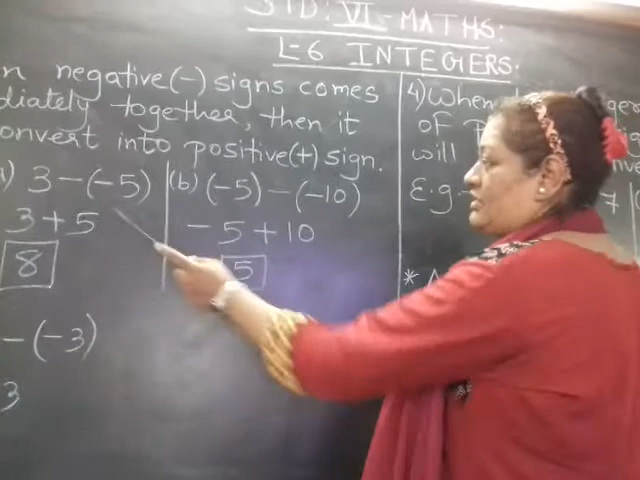 STD: VI - MATHS:
L-6 INTEGERS:
n negative(-) signs comes
diately together, then it
onvert into positive(+) sign.
) 3 - (-5)
3 + 5
8
- (-3)
3
(b) (-5) - (-10)
- 5 + 10
5
4) When
of
will
E.g-
7
*